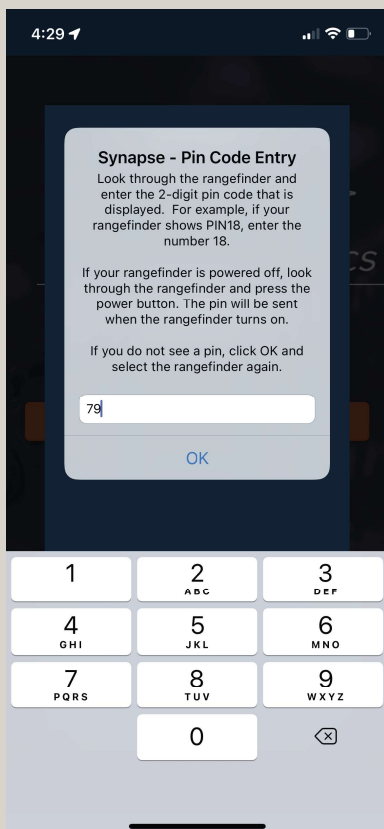 4:29
CS
Synapse - Pin Code Entry
Look through the rangefinder and
enter the 2-digit pin code that is
displayed. For example, if your
rangefinder shows PIN18, enter the
number 18.
If your rangefinder is powered off, look
through the rangefinder and press the
power button. The pin will be sent
when the rangefinder turns on.
If you do not see a pin, click OK and
select the rangefinder again.
79
OK
1
2
ABC
3
DEF
4
GHI
5
JKL
6
MNO
7
PQRS
8
TUV
9
WXYZ
0